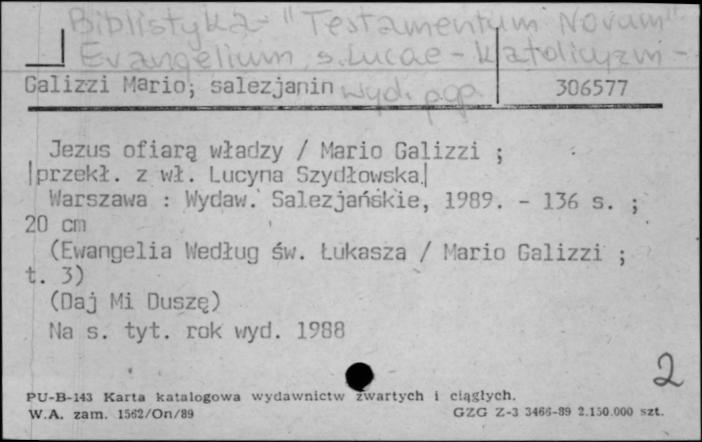 Biblistyka - "Testamentum Novum"
Evangelium s. Lucae - katolicyzm -
wyd. pop.
Galizzi Mario; salezjanin 306577
Jezus ofiarą władzy / Mario Galizzi ;
|przekł. z wł. Lucyna Szydłowska|
Warszawa : Wydaw. Salezjańskie, 1989. - 136 s. ;
20 cm
(Ewangelia Według św. Łukasza / Mario Galizzi ;
t. 3)
(Daj Mi Duszę)
Na s. tyt. rok wyd. 1988
2
PU-B-143 Karta katalogowa wydawnictw zwartych i ciągłych.
W.A. zam. 1562/On/89 GZG Z-3 3466-89 2.150.000 szt.